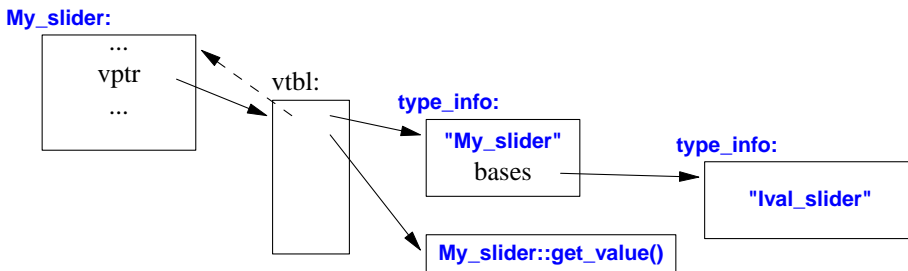 My_slider:
...
vptr
...
vtbl:
type_info:
"My_slider"
bases
type_info:
"Ival_slider"
My_slider::get_value()